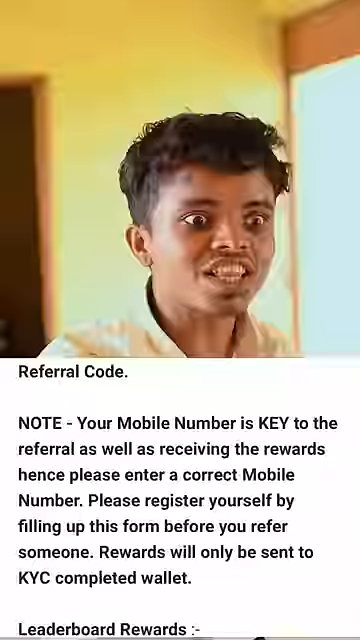 Referral Code.
NOTE - Your Mobile Number is KEY to the
referral as well as receiving the rewards
hence please enter a correct Mobile
Number. Please register yourself by
filling up this form before you refer
someone. Rewards will only be sent to
KYC completed wallet.
Leaderboard Rewards :-